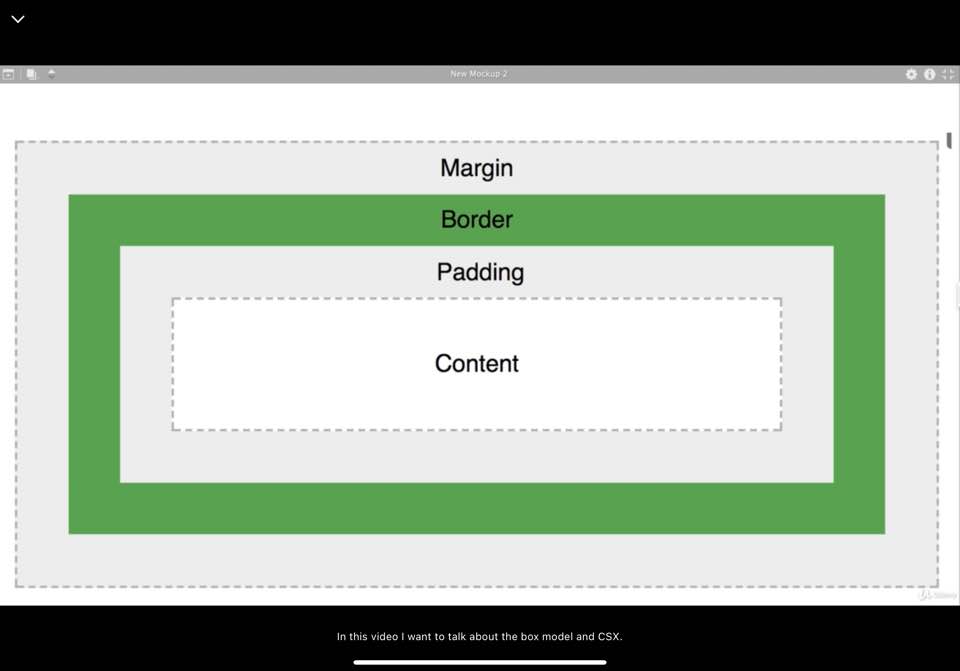 New Mockup 2
Margin
Border
Padding
Content
Udemy
In this video I want to talk about the box model and CSX.